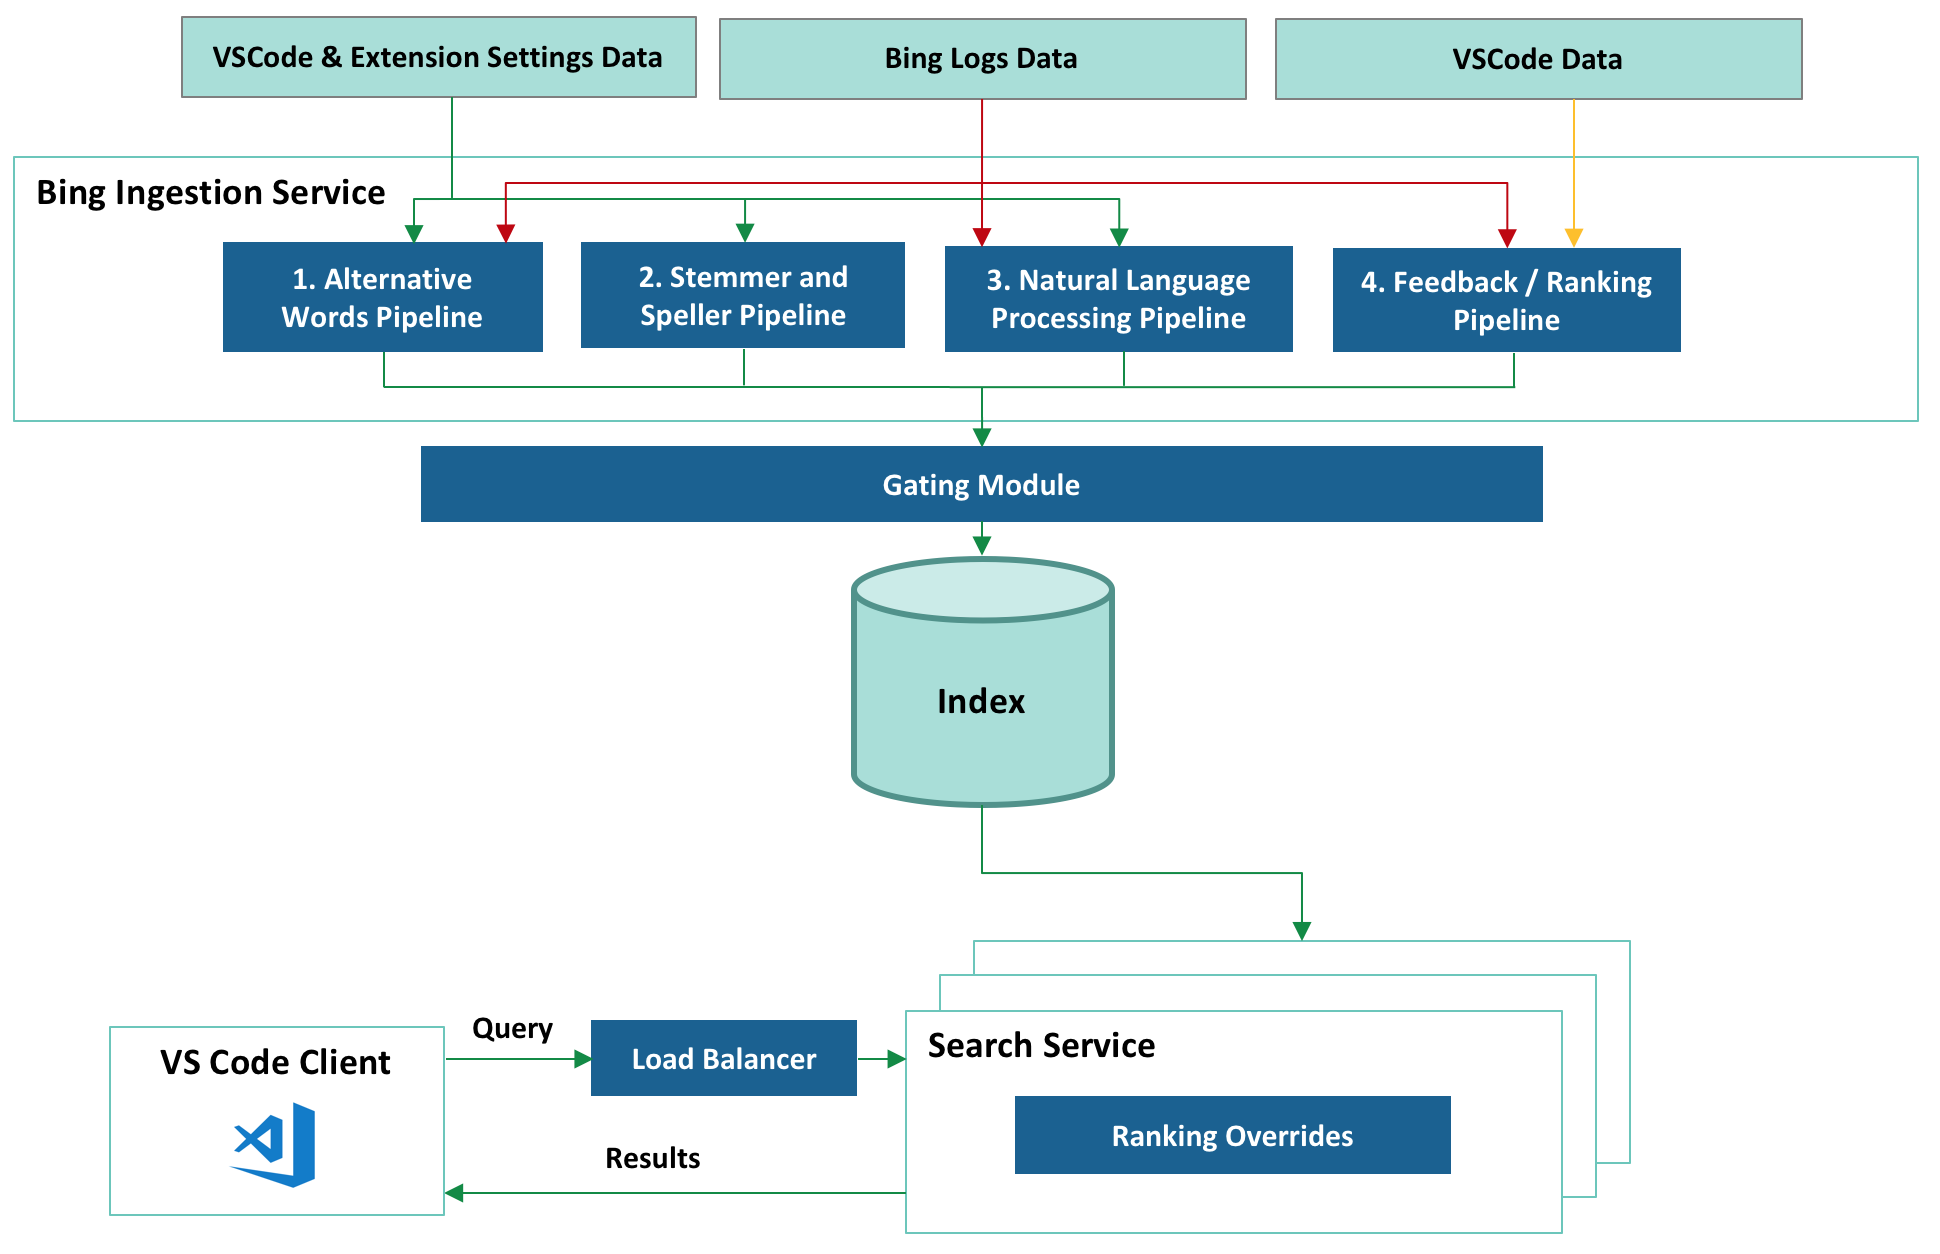 VSCode & Extension Settings Data
Bing Logs Data
VSCode Data
Bing Ingestion Service
1. Alternative
Words Pipeline
2. Stemmer and
Speller Pipeline
3. Natural Language
Processing Pipeline
4. Feedback / Ranking
Pipeline
Gating Module
Index
Query
VS Code Client
Load Balancer
Search Service
Ranking Overrides
Results